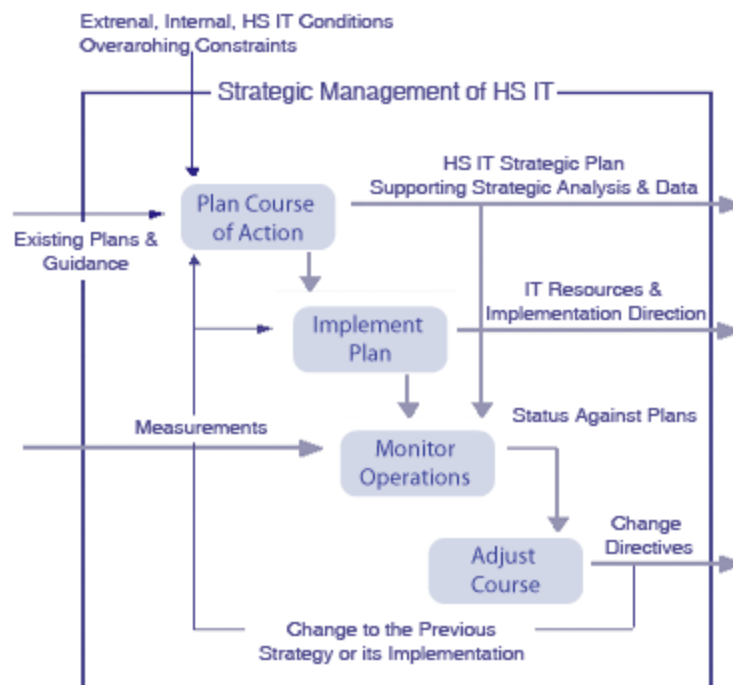 Extrenal, Internal, HS IT Conditions
Overarohing Constraints
Strategic Management of HS IT
HS IT Strategic Plan
Supporting Strategic Analysis & Data
Plan Course
of Action
Existing Plans &
Guidance
IT Resources &
Implementation Direction
Implement
Plan
Status Against Plans
Measurements
Monitor
Operations
Change
Directives
Adjust
Course
Change to the Previous
Strategy or its Implementation